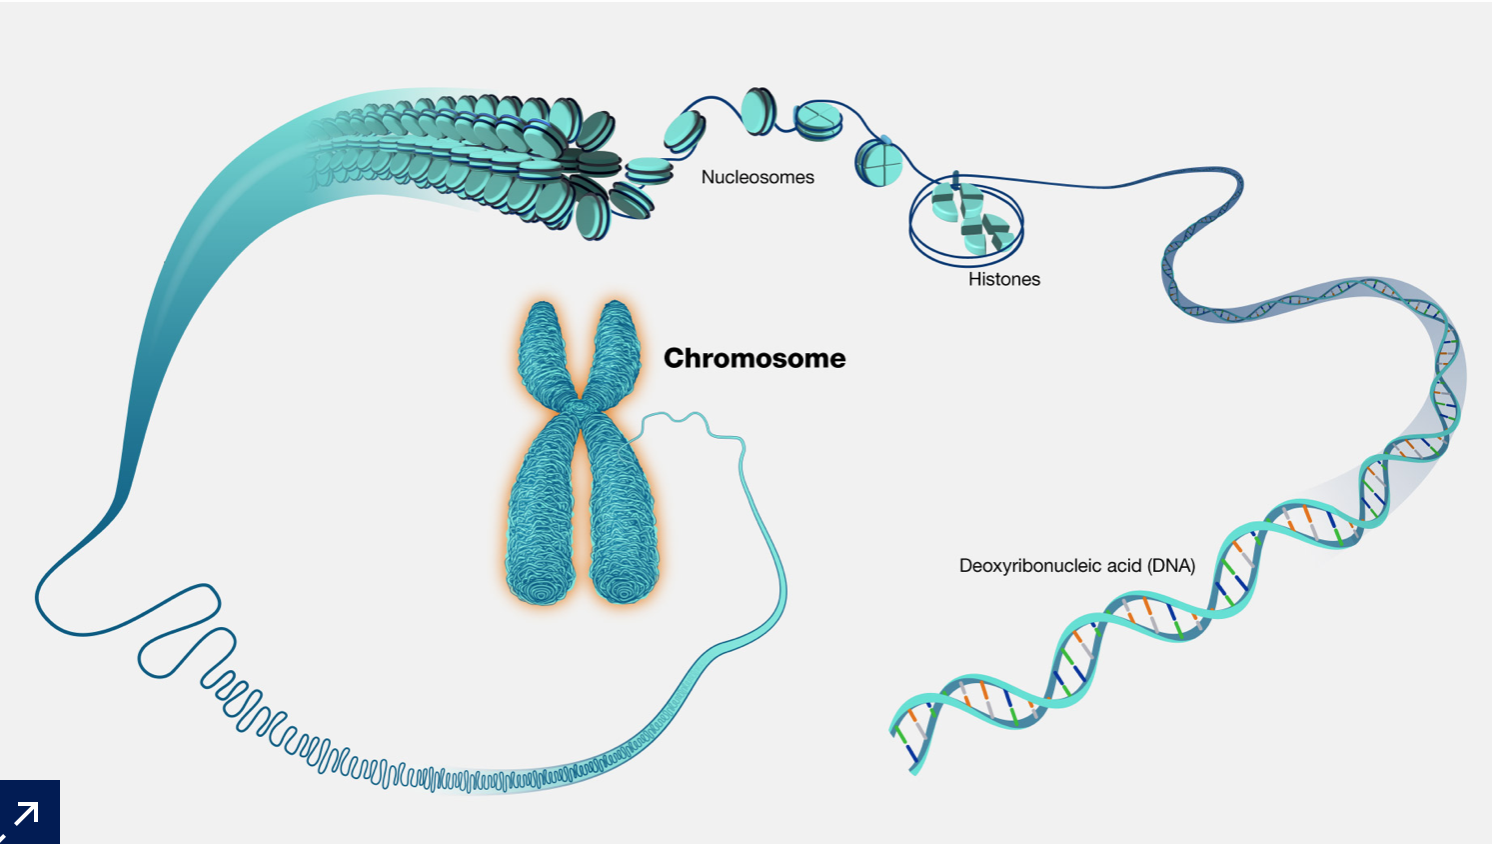 Nucleosomes
Histones
Chromosome
Deoxyribonucleic acid (DNA)